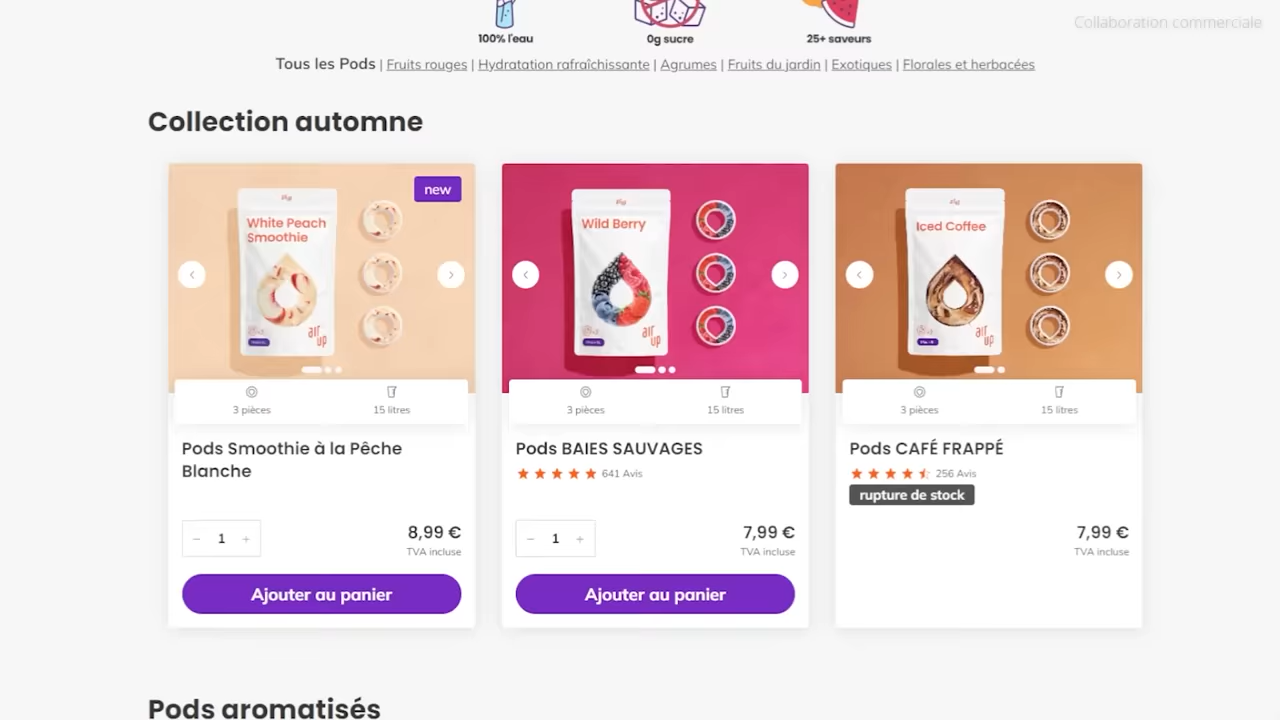 Collaboration commerciale
100% l'eau
0g sucre
25+ saveurs
Tous les Pods | Fruits rouges | Hydratation rafraîchissante | Agrumes | Fruits du jardin | Exotiques | Florales et herbacées
Collection automne
new
White Peach
Smoothie
air up
Wild Berry
air up
Iced Coffee
air up
3 pièces
15 litres
3 pièces
15 litres
3 pièces
15 litres
Pods Smoothie à la Pêche
Blanche
Pods BAIES SAUVAGES
641 Avis
Pods CAFÉ FRAPPÉ
256 Avis
rupture de stock
− 1 +
8,99 €
TVA incluse
− 1 +
7,99 €
TVA incluse
7,99 €
TVA incluse
Ajouter au panier
Ajouter au panier
Pods aromatisés